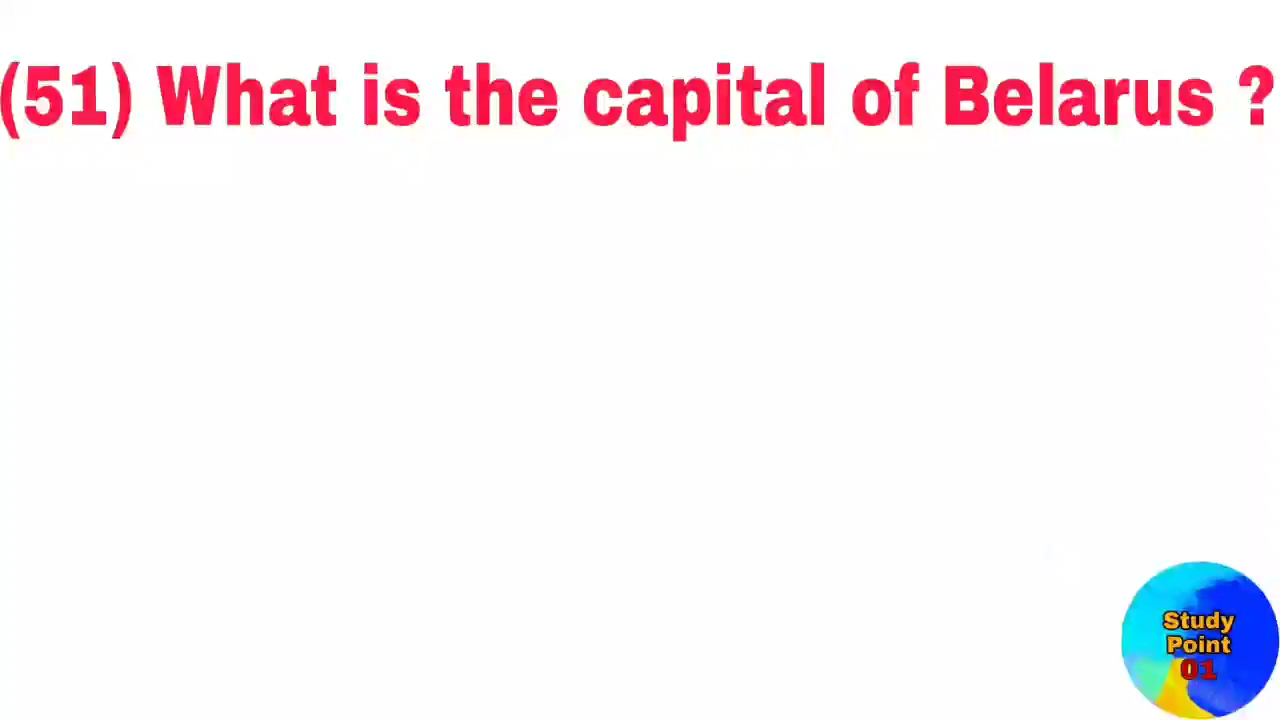 (51) What is the capital of Belarus ?
Study
Point
01